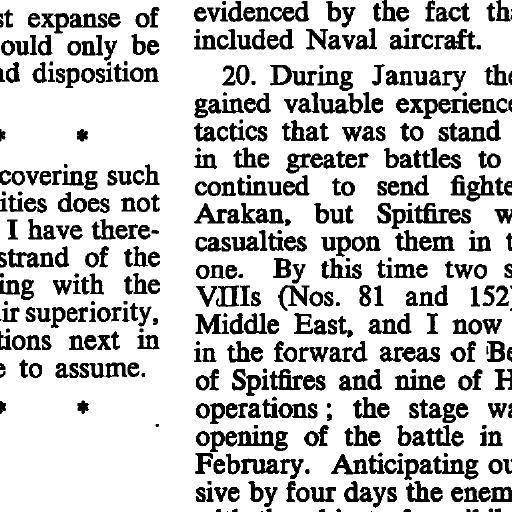 st expanse of
ould only be
nd disposition
* *
covering such
ities does not
I have there-
strand of the
ing with the
ir superiority,
tions next in
e to assume.
* *
evidenced by the fact tha
included Naval aircraft.
20. During January the
gained valuable experience
tactics that was to stand
in the greater battles to
continued to send fighte
Arakan, but Spitfires w
casualties upon them in t
one. By this time two s
VIIIs (Nos. 81 and 152)
Middle East, and I now
in the forward areas of Be
of Spitfires and nine of H
operations; the stage wa
opening of the battle in
February. Anticipating ou
sive by four days the enem